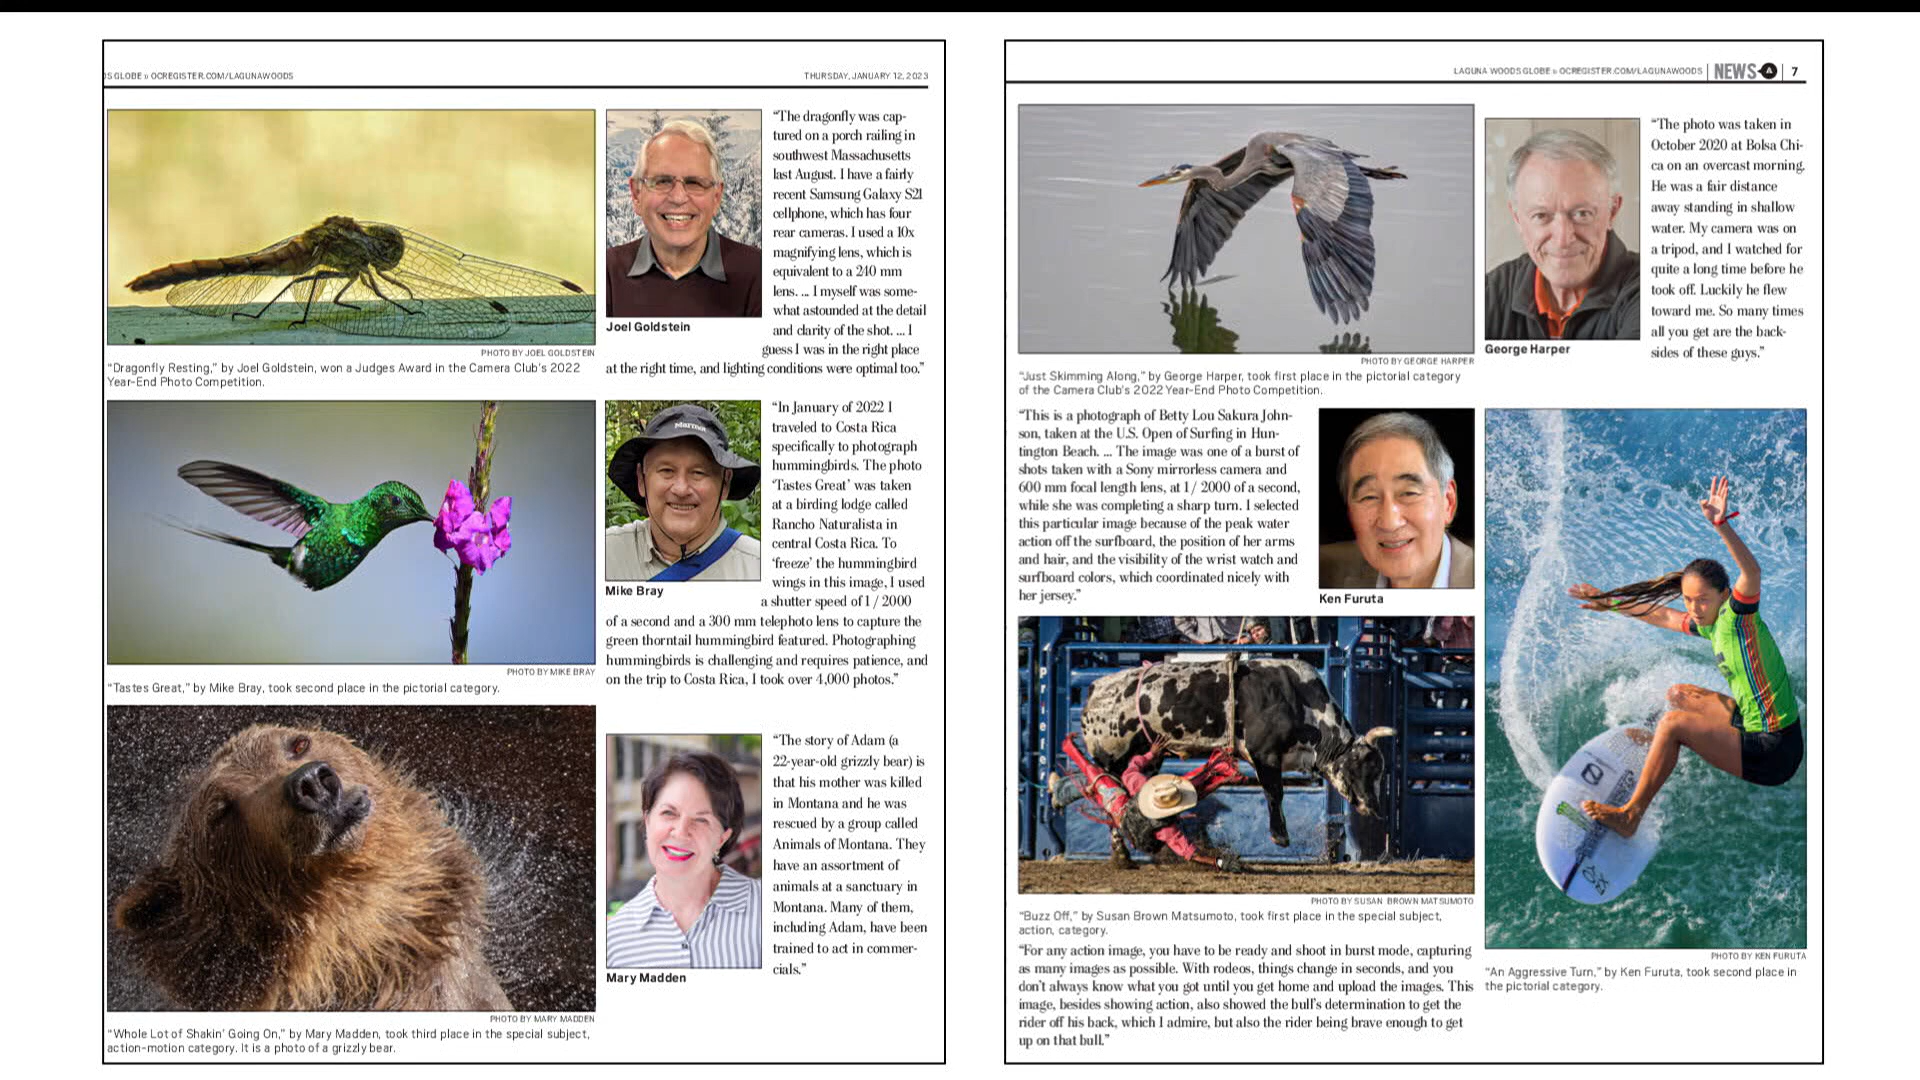 DS GLOBE » OCREGISTER.COM/LAGUNAWOODS
THURSDAY, JANUARY 12, 2023
"The dragonfly was cap-
tured on a porch railing in
southwest Massachusetts
last August. I have a fairly
recent Samsung Galaxy S21
cellphone, which has four
rear cameras. I used a 10x
magnifying lens, which is
equivalent to a 240 mm
lens. ... I myself was some-
what astounded at the detail
and clarity of the shot. ... I
guess I was in the right place
at the right time, and lighting conditions were optimal too."
Joel Goldstein
PHOTO BY JOEL GOLDSTEIN
"Dragonfly Resting," by Joel Goldstein, won a Judges Award in the Camera Club's 2022
Year-End Photo Competition.
"In January of 2022 I
traveled to Costa Rica
specifically to photograph
hummingbirds. The photo
'Tastes Great' was taken
at a birding lodge called
Rancho Naturalista in
central Costa Rica. To
'freeze' the hummingbird
wings in this image, I used
a shutter speed of 1 / 2000
of a second and a 300 mm telephoto lens to capture the
green thorntail hummingbird featured. Photographing
hummingbirds is challenging and requires patience, and
on the trip to Costa Rica, I took over 4,000 photos."
Marmot
Mike Bray
PHOTO BY MIKE BRAY
"Tastes Great," by Mike Bray, took second place in the pictorial category.
"The story of Adam (a
22-year-old grizzly bear) is
that his mother was killed
in Montana and he was
rescued by a group called
Animals of Montana. They
have an assortment of
animals at a sanctuary in
Montana. Many of them,
including Adam, have been
trained to act in commer-
cials."
Mary Madden
PHOTO BY MARY MADDEN
"Whole Lot of Shakin' Going On," by Mary Madden, took third place in the special subject,
action-motion category. It is a photo of a grizzly bear.
LAGUNA WOODS GLOBE » OCREGISTER.COM/LAGUNAWOODS | NEWS A | 7
"The photo was taken in
October 2020 at Bolsa Chi-
ca on an overcast morning.
He was a fair distance
away standing in shallow
water. My camera was on
a tripod, and I watched for
quite a long time before he
took off. Luckily he flew
toward me. So many times
all you get are the back-
sides of these guys."
George Harper
PHOTO BY GEORGE HARPER
"Just Skimming Along," by George Harper, took first place in the pictorial category
of the Camera Club's 2022 Year-End Photo Competition.
"This is a photograph of Betty Lou Sakura John-
son, taken at the U.S. Open of Surfing in Hun-
tington Beach. ... The image was one of a burst of
shots taken with a Sony mirrorless camera and
600 mm focal length lens, at 1 / 2000 of a second,
while she was completing a sharp turn. I selected
this particular image because of the peak water
action off the surfboard, the position of her arms
and hair, and the visibility of the wrist watch and
surfboard colors, which coordinated nicely with
her jersey."
Ken Furuta
Priefert
PHOTO BY SUSAN BROWN MATSUMOTO
"Buzz Off," by Susan Brown Matsumoto, took first place in the special subject,
action, category.
"For any action image, you have to be ready and shoot in burst mode, capturing
as many images as possible. With rodeos, things change in seconds, and you
don't always know what you got until you get home and upload the images. This
image, besides showing action, also showed the bull's determination to get the
rider off his back, which I admire, but also the rider being brave enough to get
up on that bull."
PHOTO BY KEN FURUTA
"An Aggressive Turn," by Ken Furuta, took second place in
the pictorial category.